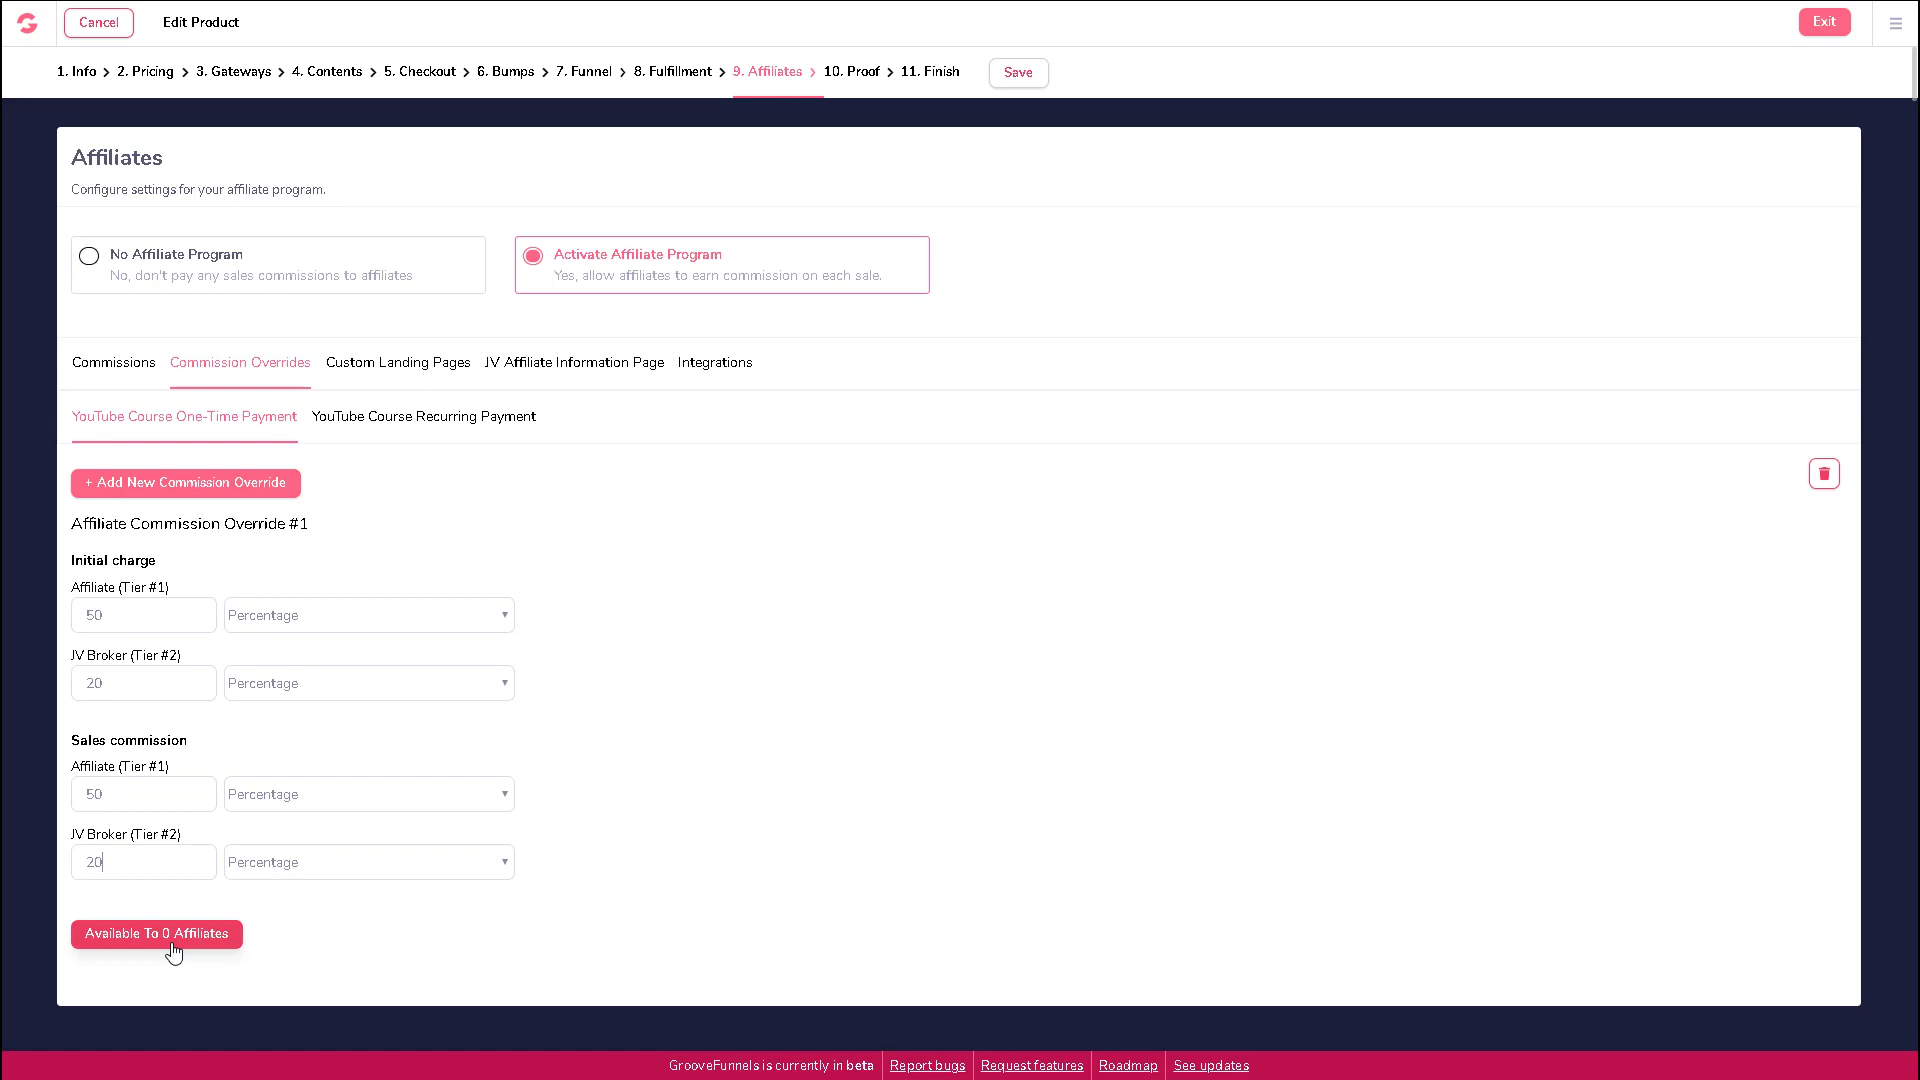 Cancel
Edit Product
Exit
1. Info > 2. Pricing > 3. Gateways > 4. Contents > 5. Checkout > 6. Bumps > 7. Funnel > 8. Fulfillment > 9. Affiliates > 10. Proof > 11. Finish
Save
Affiliates
Configure settings for your affiliate program.
No Affiliate Program
No, don't pay any sales commissions to affiliates
Activate Affiliate Program
Yes, allow affiliates to earn commission on each sale.
Commissions Commission Overrides Custom Landing Pages JV Affiliate Information Page Integrations
YouTube Course One-Time Payment YouTube Course Recurring Payment
+ Add New Commission Override
Affiliate Commission Override #1
Initial charge
Affiliate (Tier #1)
50 Percentage
JV Broker (Tier #2)
20 Percentage
Sales commission
Affiliate (Tier #1)
50 Percentage
JV Broker (Tier #2)
20 Percentage
Available To 0 Affiliates
GrooveFunnels is currently in beta Report bugs Request features Roadmap See updates